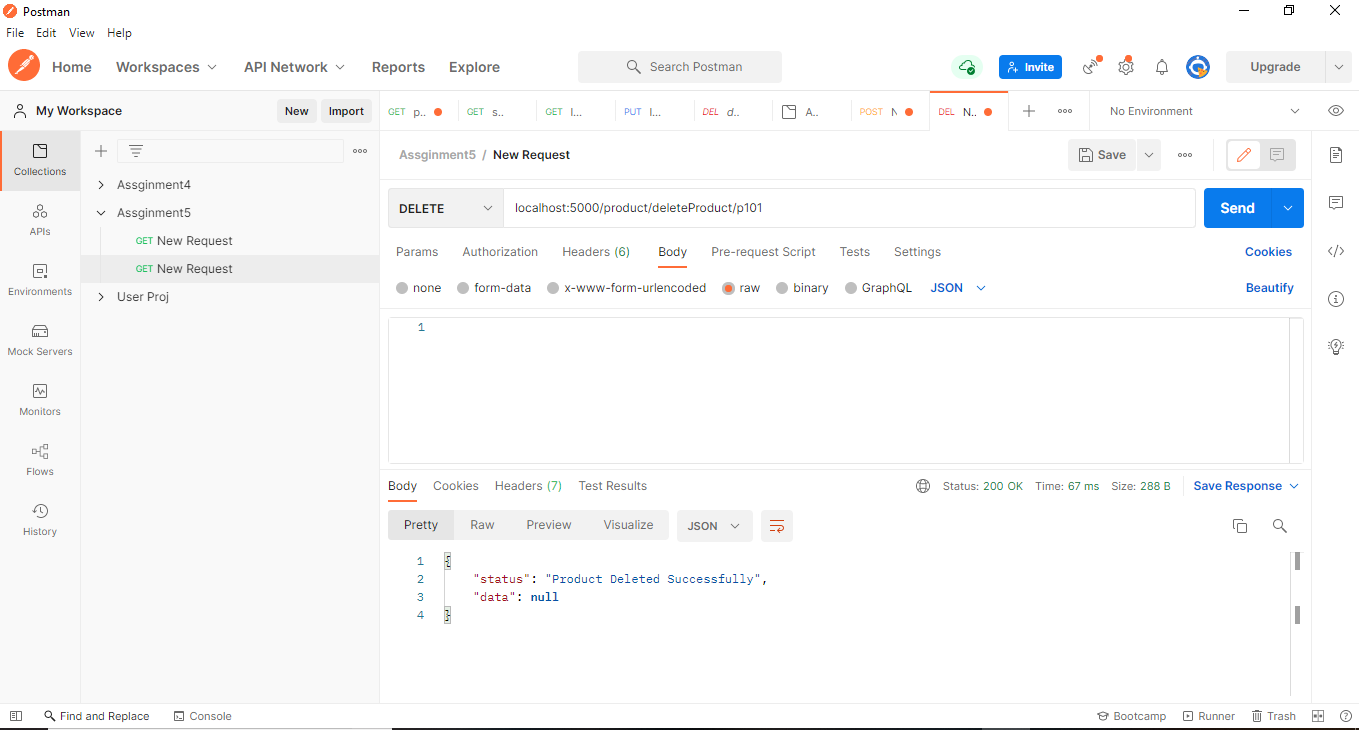 Postman
File Edit View Help
Home Workspaces API Network Reports Explore Search Postman Invite Upgrade
My Workspace New Import GET p.. GET s.. GET l... PUT l... DEL d.. A.. POST N DEL N.. No Environment
Collections
APIs
Environments
Mock Servers
Monitors
Flows
History
Assginment4
Assginment5
GET New Request
GET New Request
User Proj
Assginment5 / New Request Save
DELETE localhost:5000/product/deleteProduct/p101 Send
Params Authorization Headers (6) Body Pre-request Script Tests Settings Cookies
none form-data x-www-form-urlencoded raw binary GraphQL JSON Beautify
1
Body Cookies Headers (7) Test Results Status: 200 OK Time: 67 ms Size: 288 B Save Response
Pretty Raw Preview Visualize JSON
1 {
2 "status": "Product Deleted Successfully",
3 "data": null
4 }
Find and Replace Console Bootcamp Runner Trash